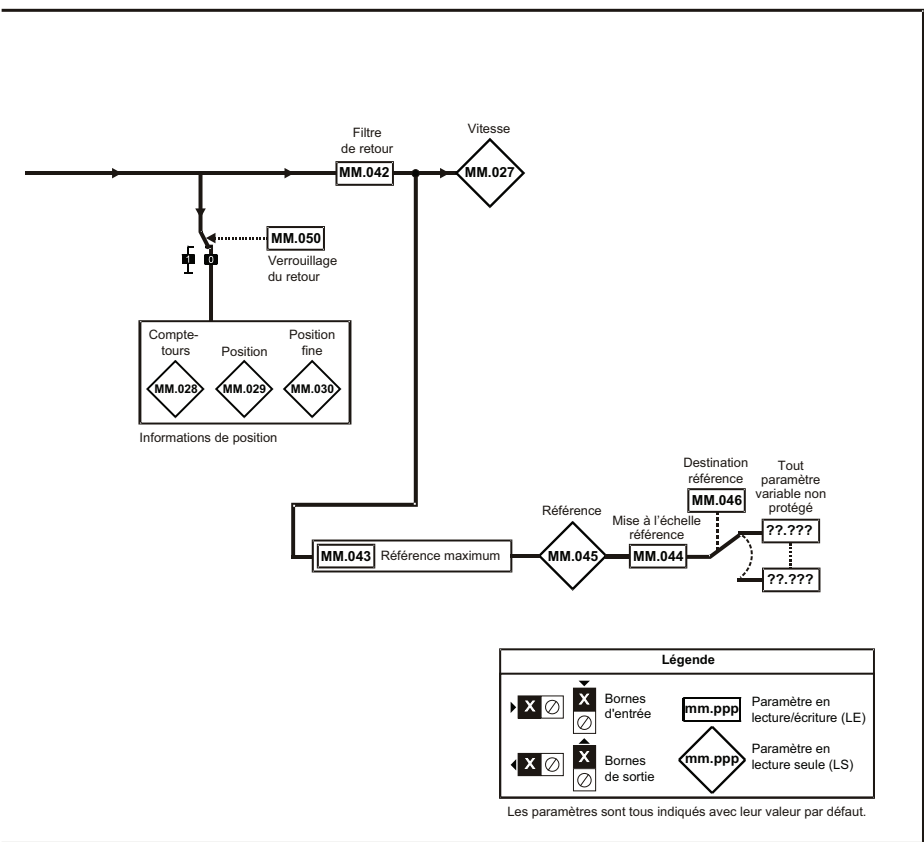 Filtre
de retour
Vitesse
MM.042
MM.027
MM.050
Verrouillage
du retour
1
0
Compte-
tours
Position
Position
fine
MM.028
MM.029
MM.030
Informations de position
Destination
référence
Tout
paramètre
variable non
protégé
MM.046
??.???
Référence
Mise à l'échelle
référence
MM.043
Référence maximum
MM.045
MM.044
??.???
Légende
X
X
Bornes
d'entrée
mm.ppp
Paramètre en
lecture/écriture (LE)
X
X
Bornes
de sortie
mm.ppp
Paramètre en
lecture seule (LS)
Les paramètres sont tous indiqués avec leur valeur par défaut.